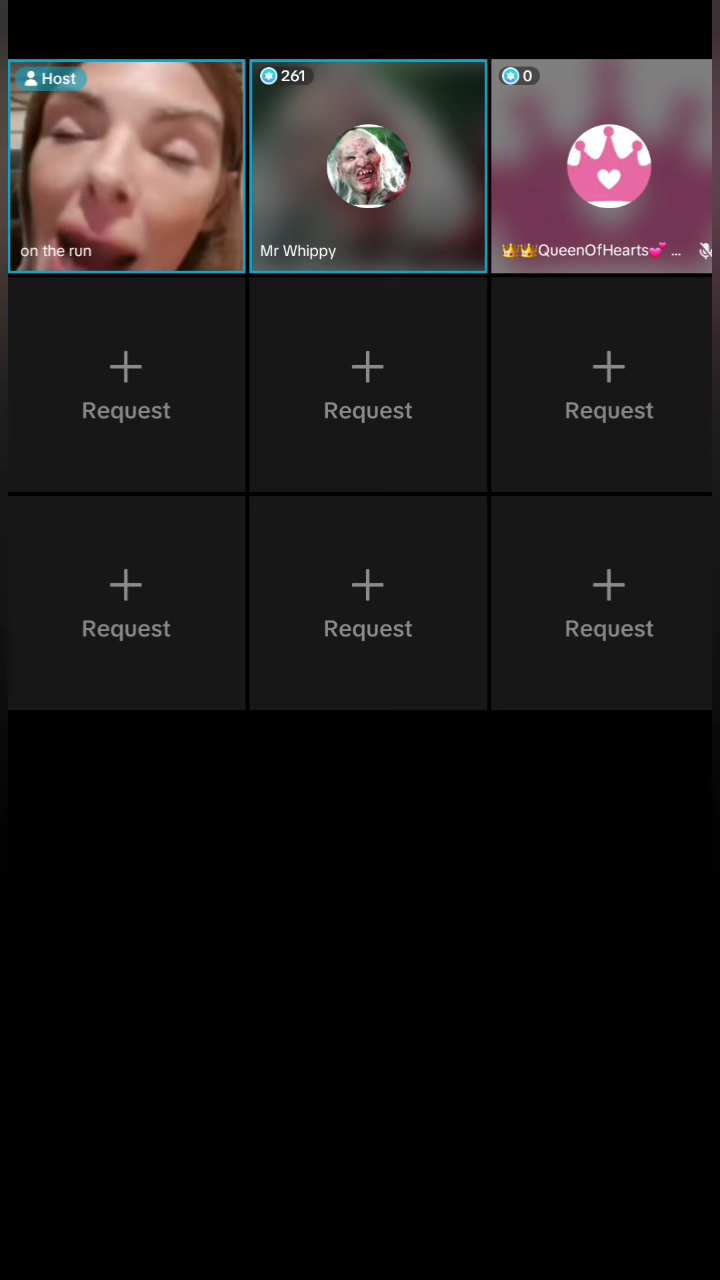 Host
on the run
261
Mr Whippy
0
👑👑QueenOfHearts💕 ...
Request
Request
Request
Request
Request
Request